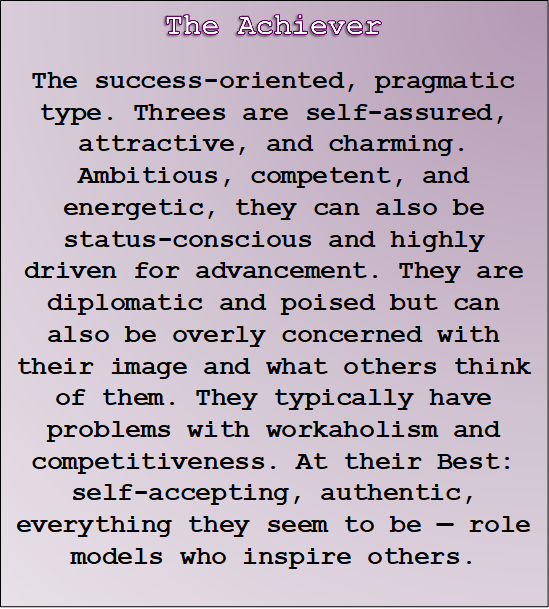 The Achiever
The success-oriented, pragmatic
type. Threes are self-assured,
attractive, and charming.
Ambitious, competent, and
energetic, they can also be
status-conscious and highly
driven for advancement. They are
diplomatic and poised but can
also be overly concerned with
their image and what others think
of them. They typically have
problems with workaholism and
competitiveness. At their Best:
self-accepting, authentic,
everything they seem to be — role
models who inspire others.